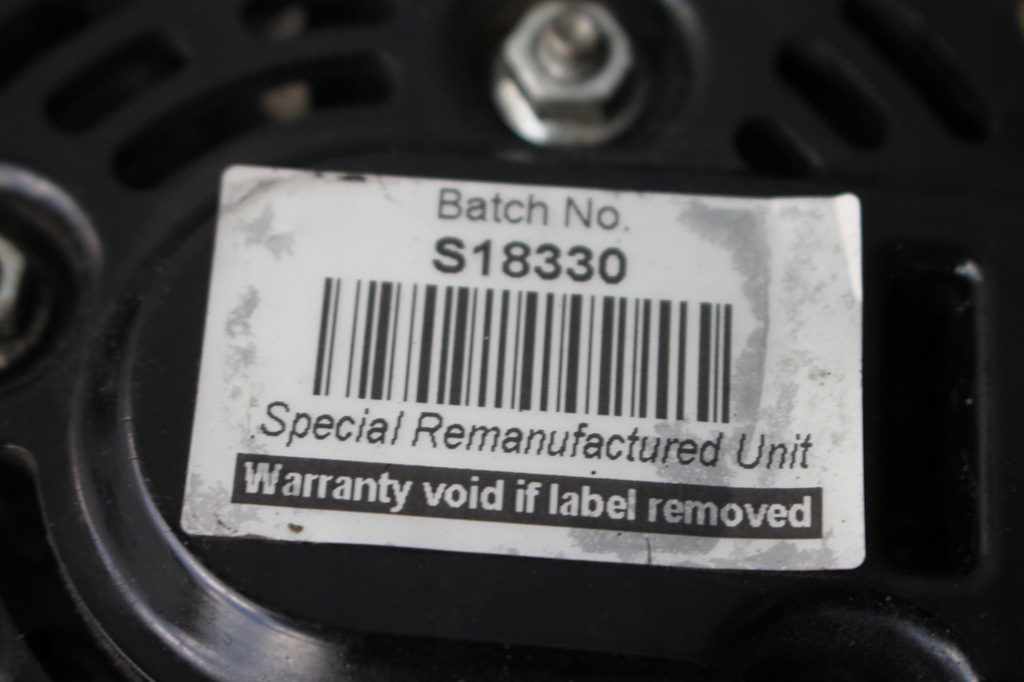 Batch No.
S18330
Special Remanufactured Unit
Warranty void if label removed